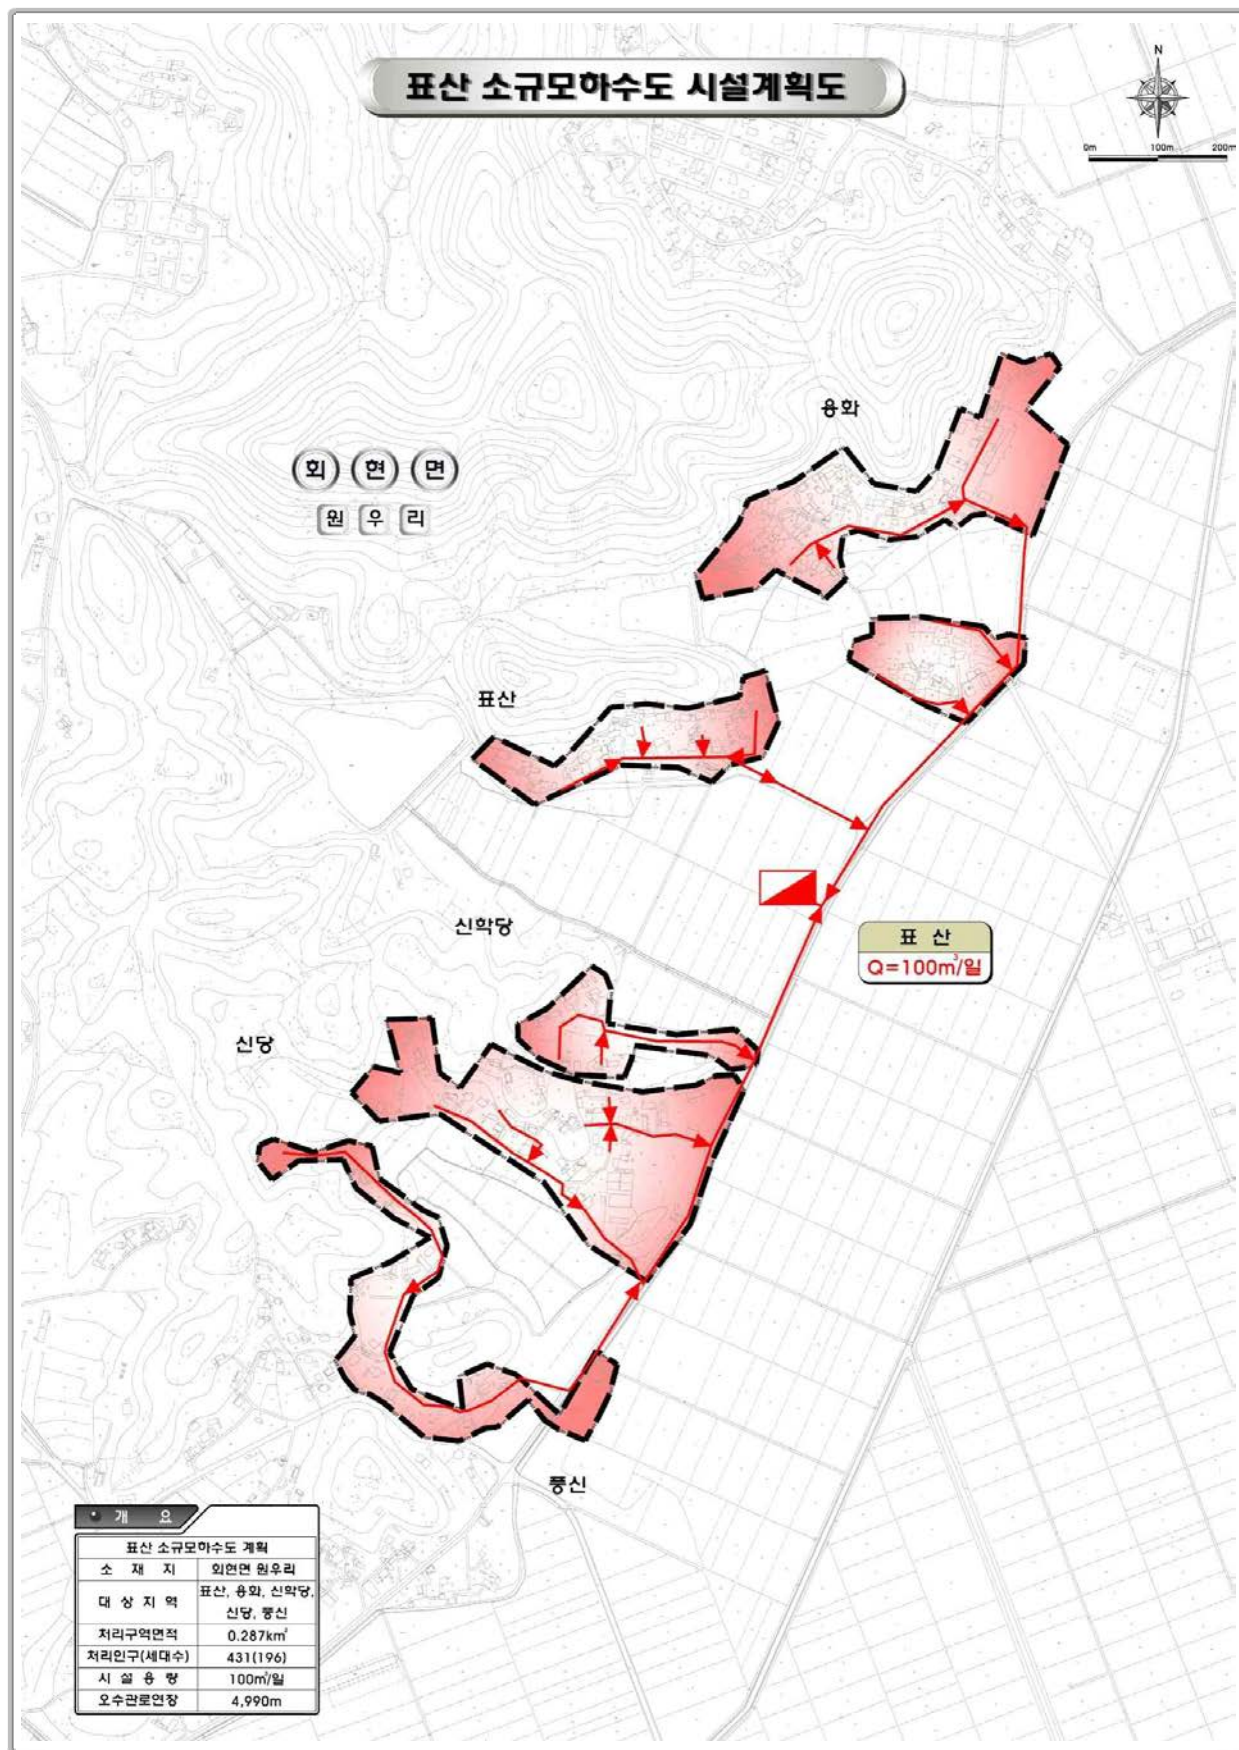 표산 소규모하수도 시설계획도
N
0m 100m 200m
용화
회 현 면
원 우 리
표산
신학당
표 산
Q=100m³/일
신당
풍신
개 요
표산 소규모하수도 계획
소 재 지 회현면 원우리
대 상 지 역 표산, 용화, 신학당,
신당, 풍신
처리구역면적 0.287km²
처리인구(세대수) 431(196)
시 설 용 량 100m³/일
오수관로연장 4,990m